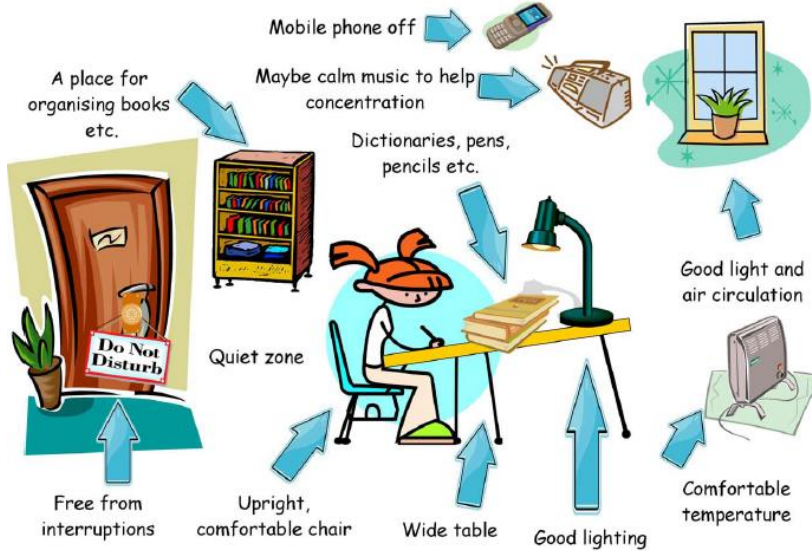 Mobile phone off
A place for
organising books
etc.
Maybe calm music to help
concentration
Dictionaries, pens,
pencils etc.
Good light and
air circulation
Do Not
Disturb
Quiet zone
Free from
interruptions
Upright,
comfortable chair
Wide table
Good lighting
Comfortable
temperature